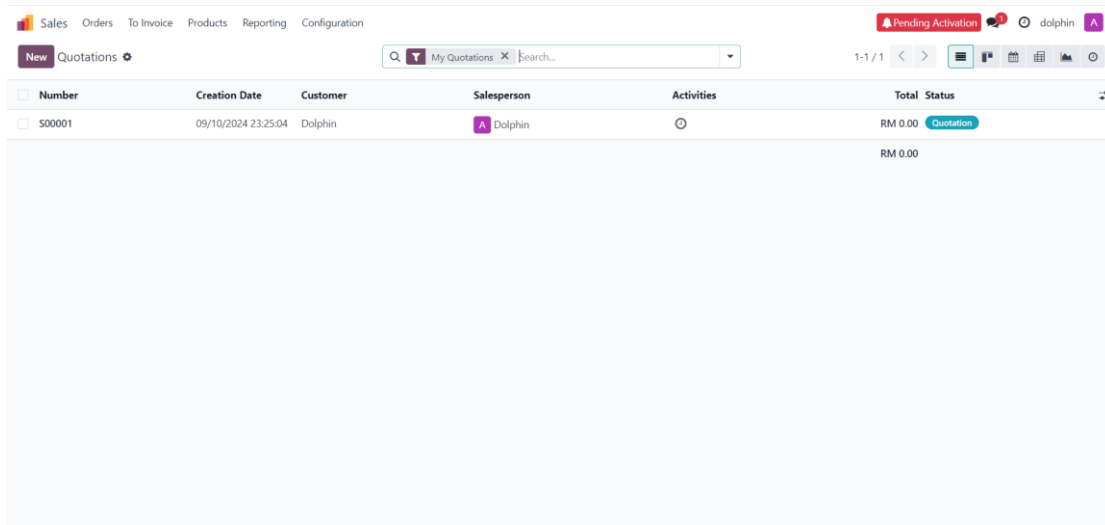 Sales Orders To Invoice Products Reporting Configuration Pending Activation 1 dolphin A
New Quotations My Quotations Search... 1-1 / 1
Number Creation Date Customer Salesperson Activities Total Status
S00001 09/10/2024 23:25:04 Dolphin A Dolphin RM 0.00 Quotation
RM 0.00